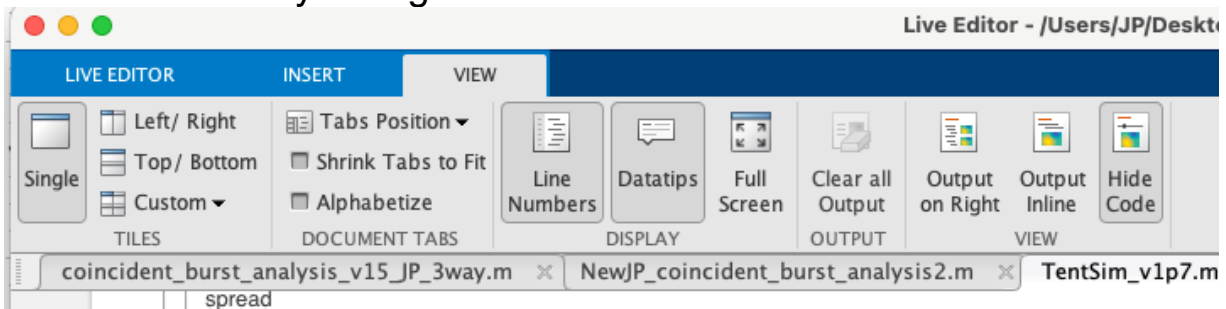 Live Editor - /Users/JP/Deskto
LIVE EDITOR INSERT VIEW
Single
Left/ Right
Top/ Bottom
Custom
TILES
Tabs Position
Shrink Tabs to Fit
Alphabetize
DOCUMENT TABS
Line
Numbers
Datatips
Full
Screen
DISPLAY
Clear all
Output
OUTPUT
Output
on Right
Output
Inline
Hide
Code
VIEW
coincident_burst_analysis_v15_JP_3way.m NewJP_coincident_burst_analysis2.m TentSim_v1p7.m
spread